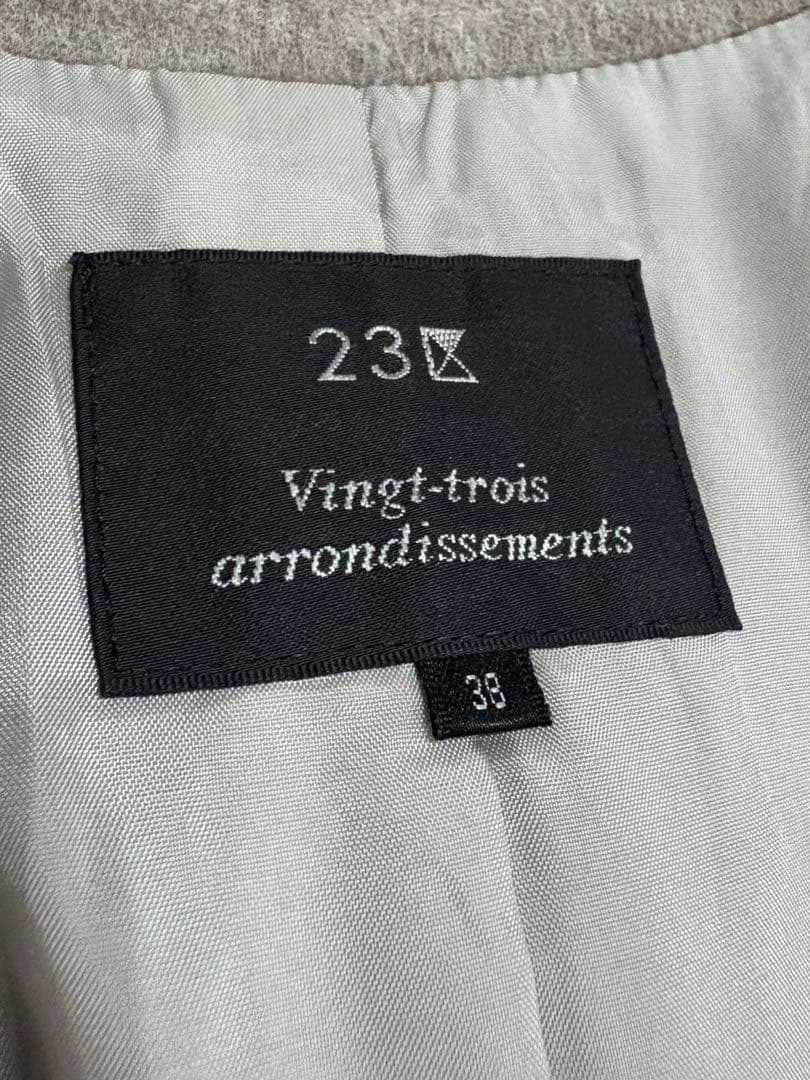 23区
Vingt-trois
arrondissements
38